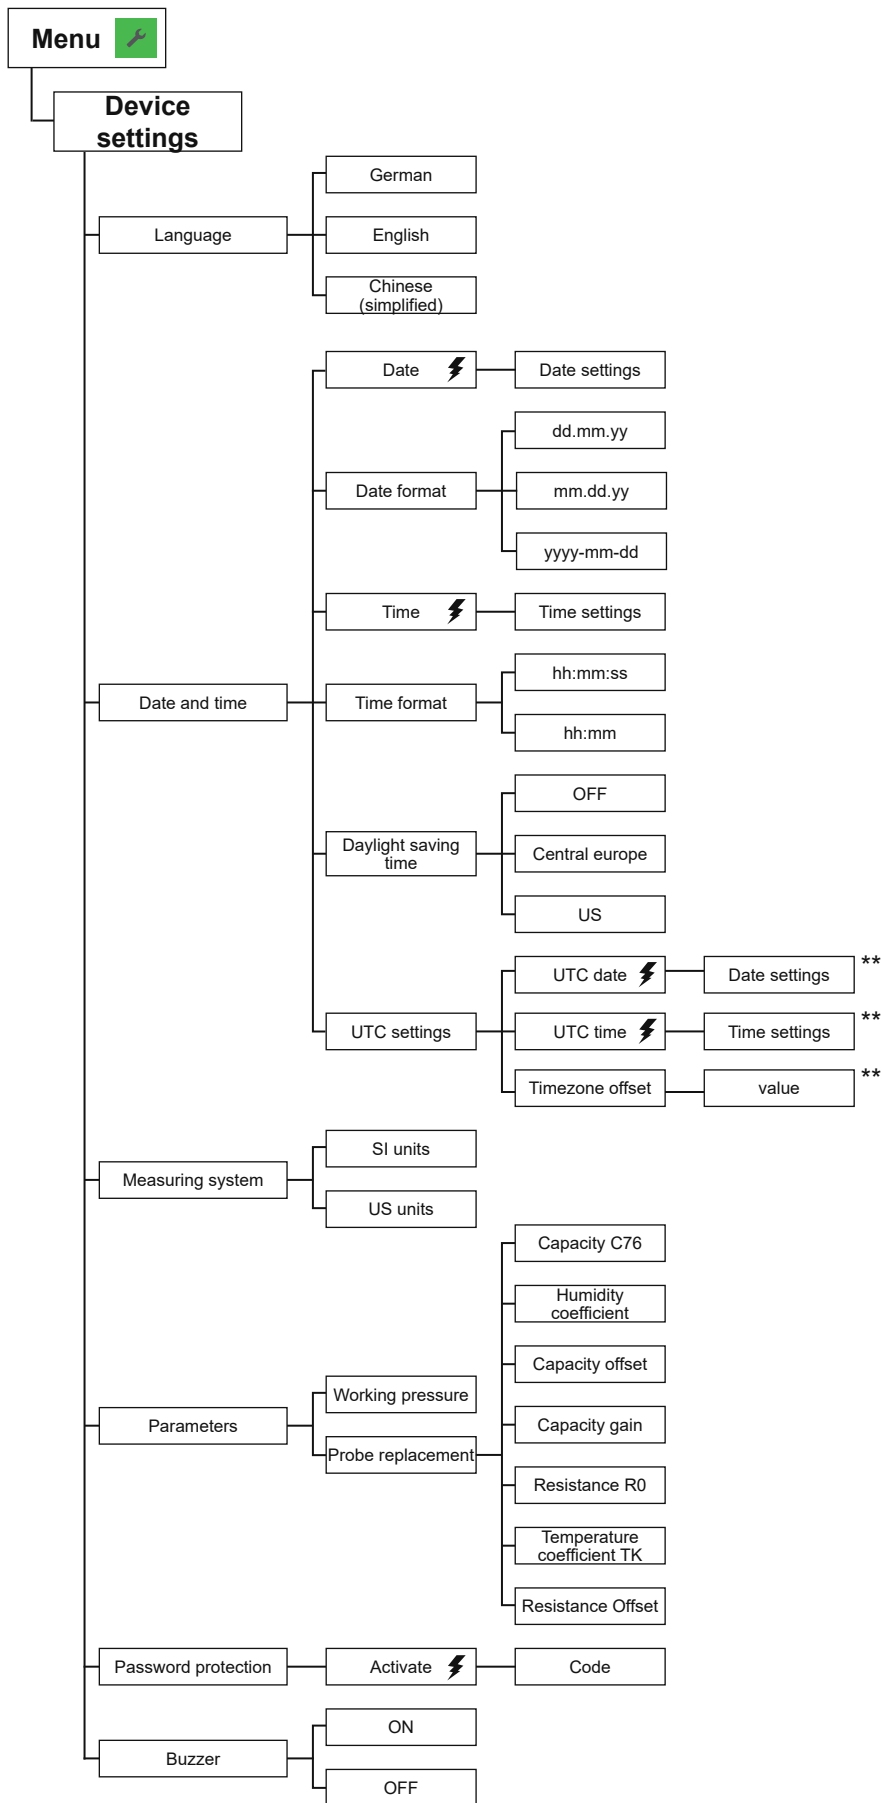 Menu
Device
settings
German
Language
English
Chinese
(simplified)
Date
Date settings
dd.mm.yy
Date format
mm.dd.yy
yyyy-mm-dd
Time
Time settings
hh:mm:ss
Date and time
Time format
hh:mm
OFF
Daylight saving
time
Central europe
US
UTC date
Date settings
**
UTC settings
UTC time
Time settings
**
Timezone offset
value
**
SI units
Measuring system
US units
Capacity C76
Humidity
coefficient
Capacity offset
Working pressure
Parameters
Capacity gain
Probe replacement
Resistance R0
Temperature
coefficient TK
Resistance Offset
Password protection
Activate
Code
ON
Buzzer
OFF